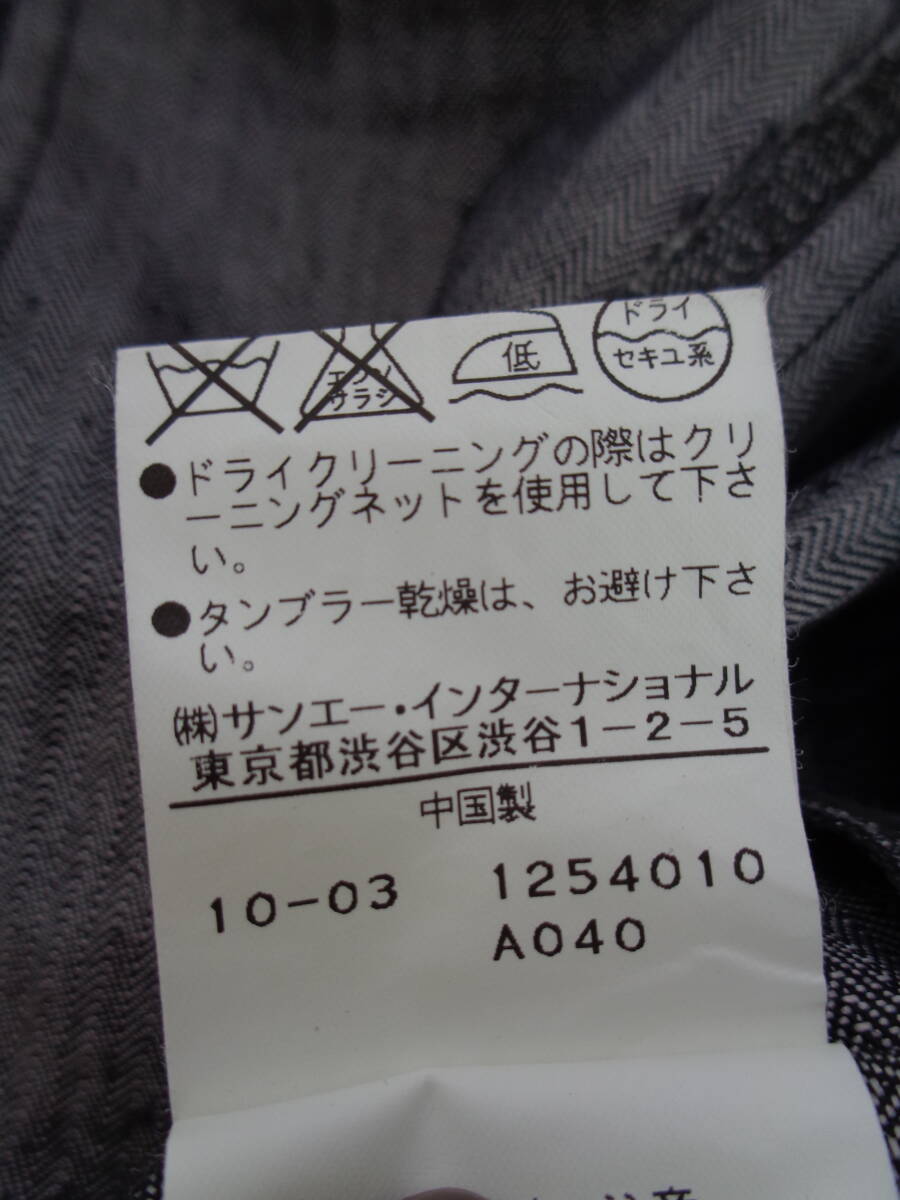 エンソ
サラシ
低
ドライ
セキユ系
●ドライクリーニングの際はクリ
ーニングネットを使用して下さ
い。
●タンブラー乾燥は、お避け下さ
い。
㈱サンエー・インターナショナル
東京都渋谷区渋谷1-2-5
中国製
10-03 1254010
A040
注意